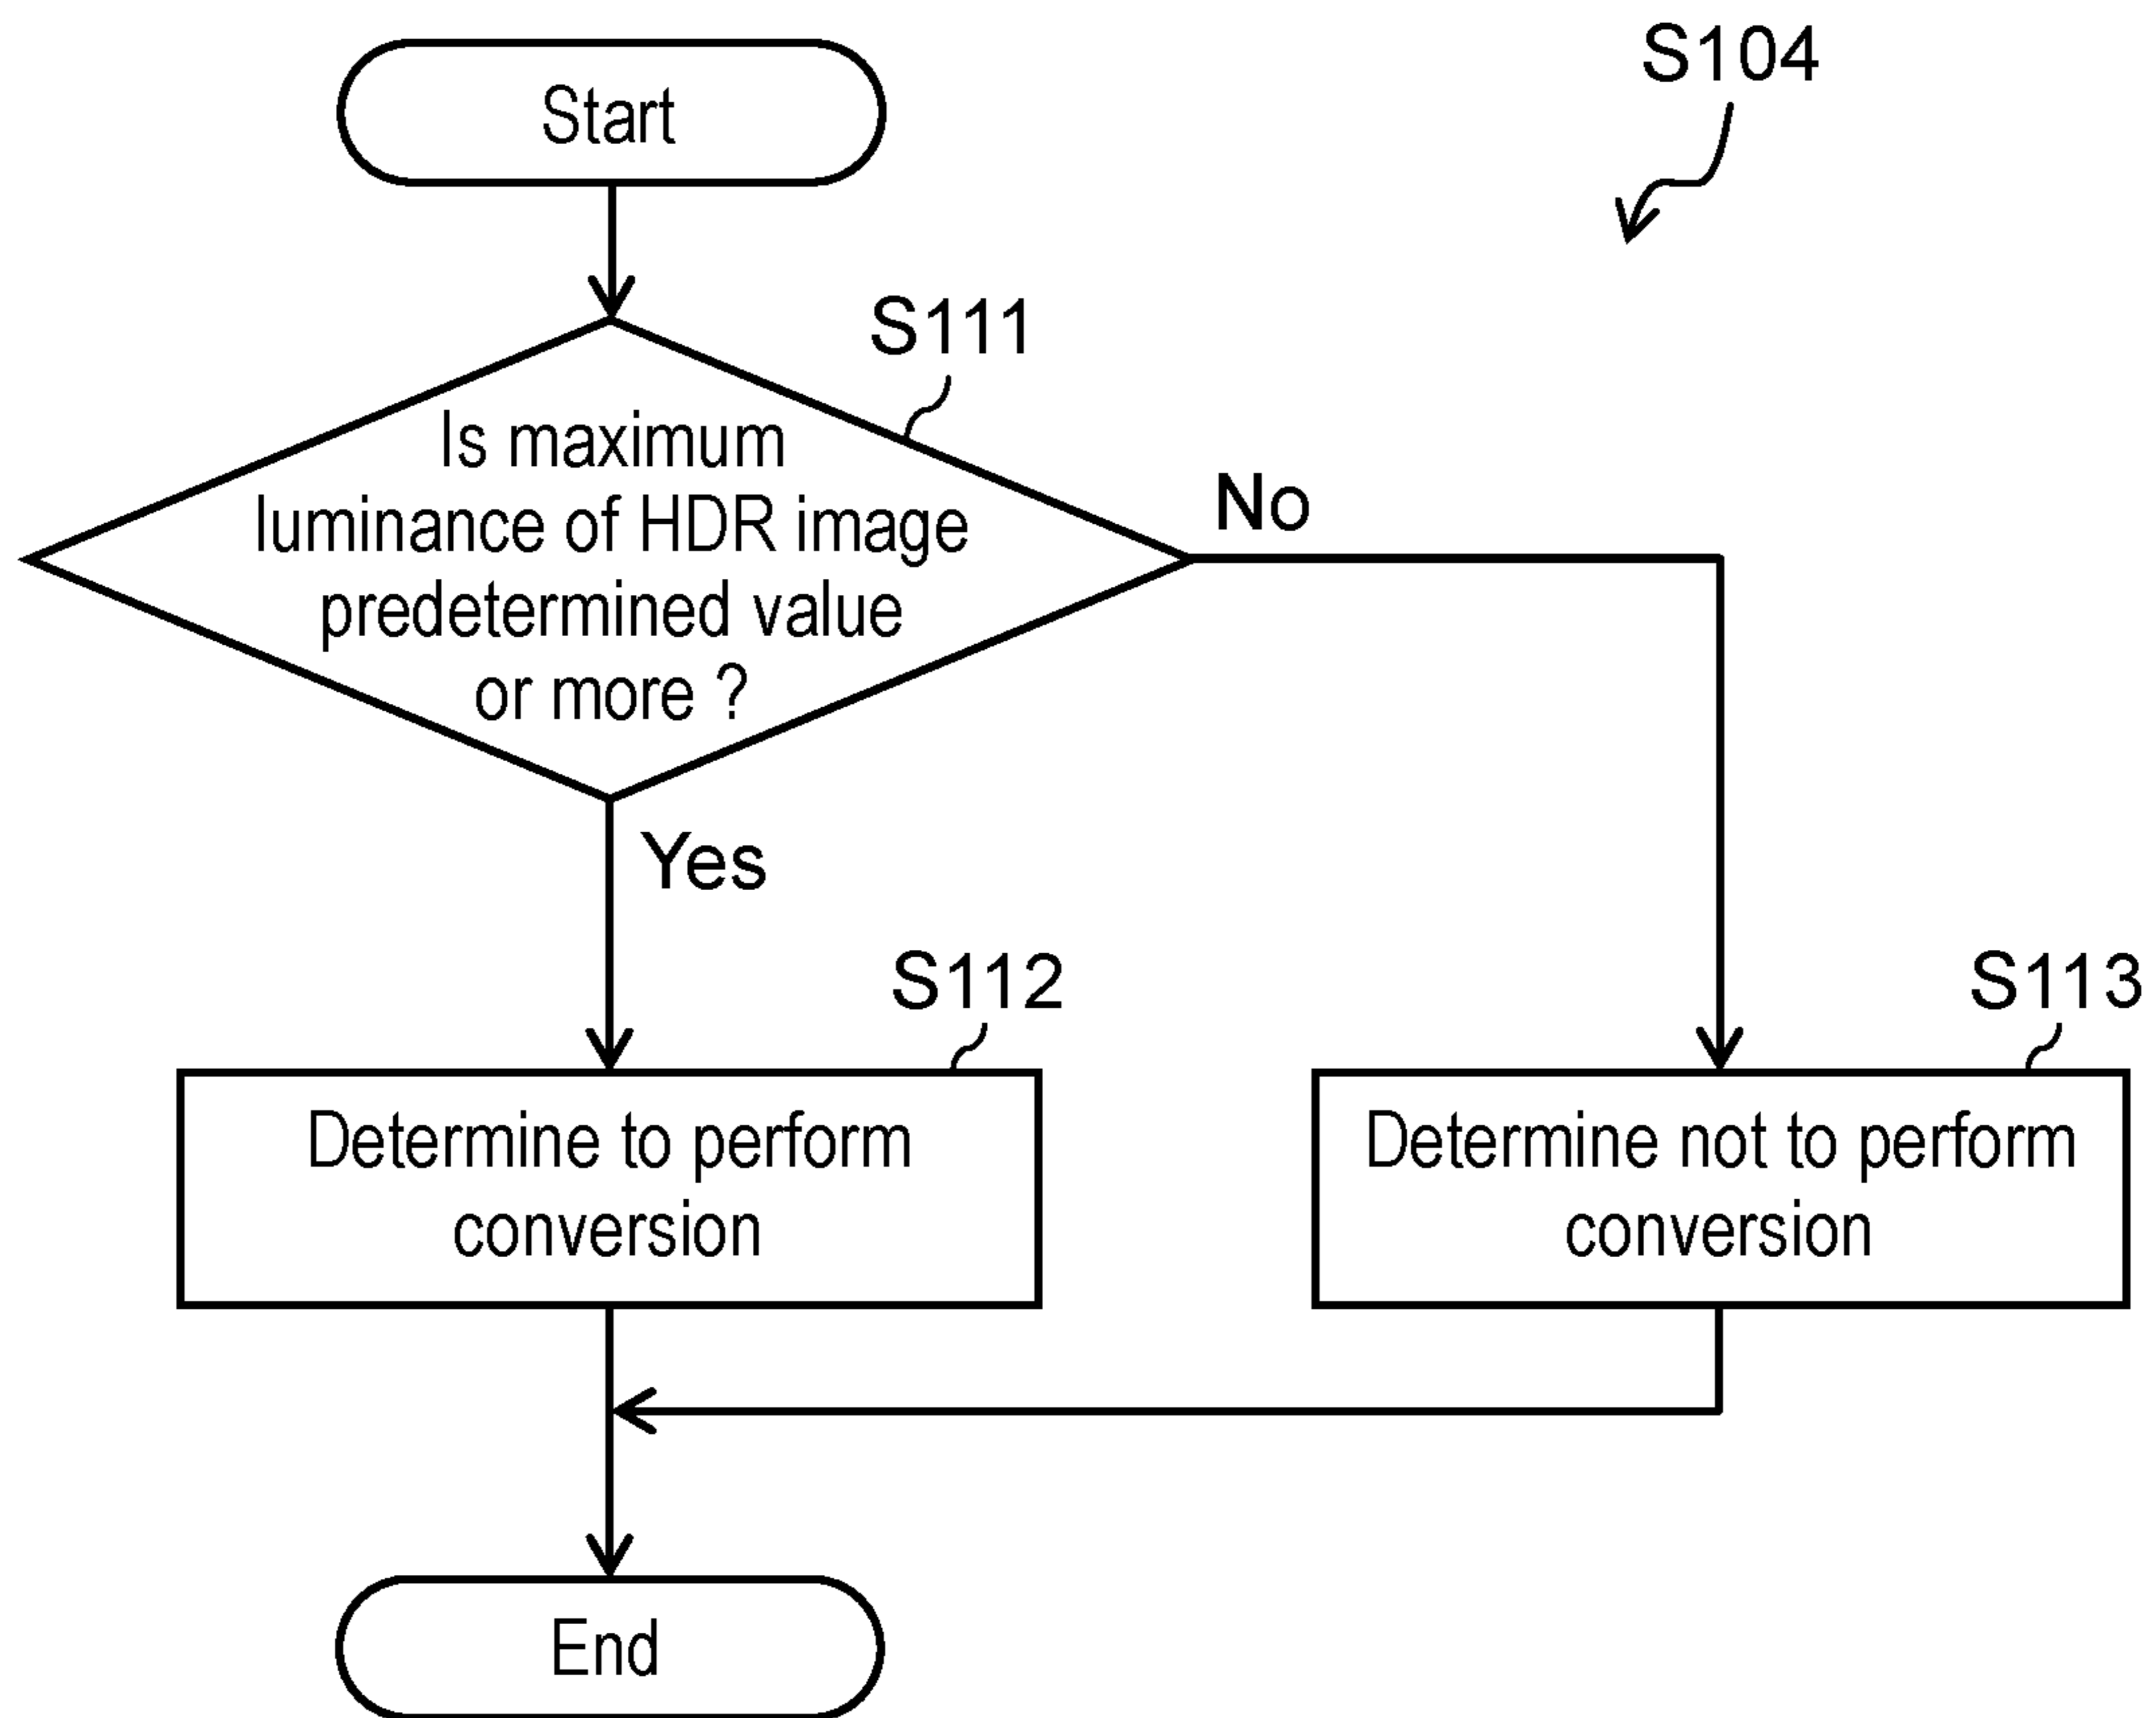 S104
Start
S111
Is maximum
luminance of HDR image
predetermined value
or more ?
No
Yes
S112
Determine to perform
conversion
S113
Determine not to perform
conversion
End